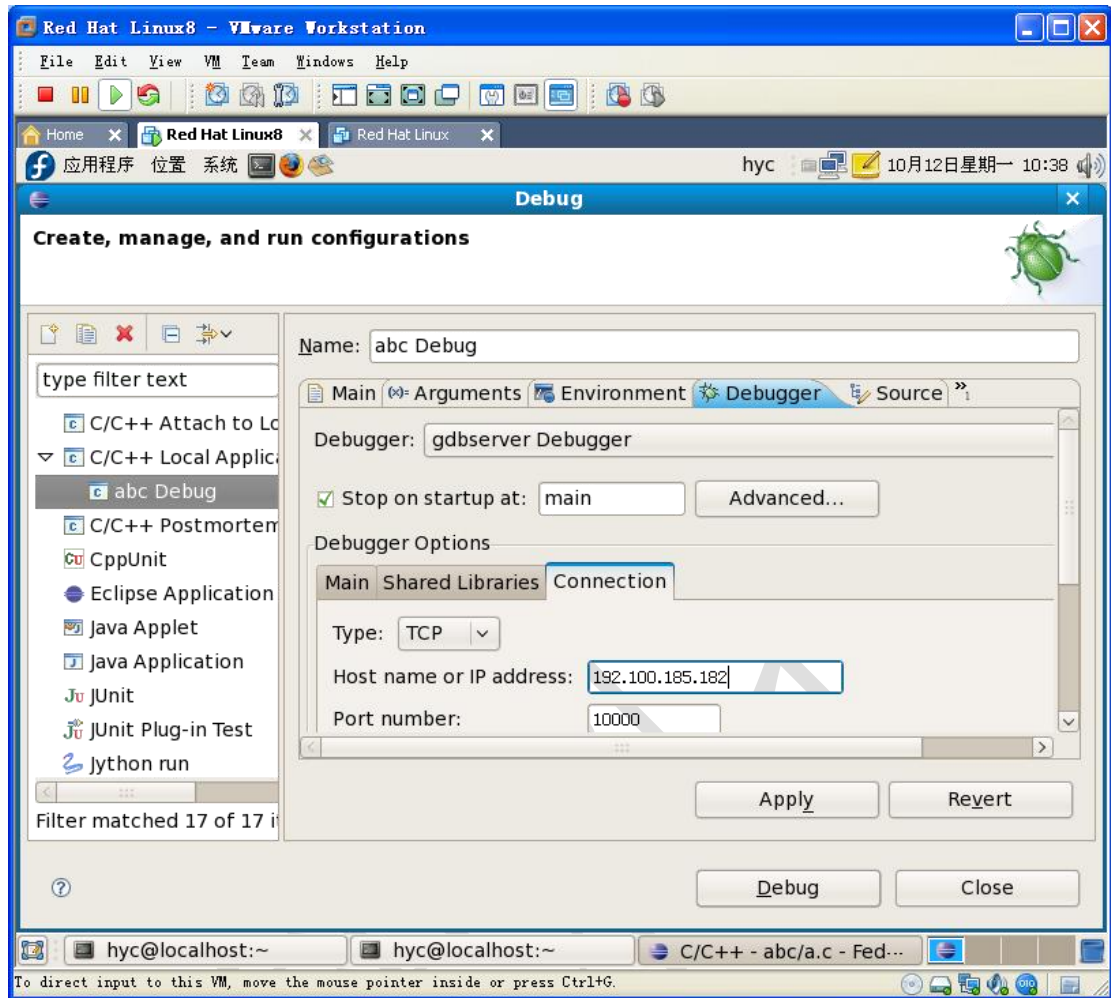 Red Hat Linux8 - VMware Workstation
File Edit View VM Team Windows Help
Home Red Hat Linux8 Red Hat Linux
应用程序 位置 系统 hyc 10月12日星期一 10:38
Debug
Create, manage, and run configurations
Name: abc Debug
type filter text
Main (x)= Arguments Environment Debugger Source »1
C/C++ Attach to Lo
Debugger: gdbserver Debugger
C/C++ Local Applica
abc Debug
Stop on startup at: main Advanced...
C/C++ Postmortem
Debugger Options
CppUnit
Main Shared Libraries Connection
Eclipse Application
Java Applet
Type: TCP
Java Application
Host name or IP address: 192.100.185.182
JUnit
JUnit Plug-in Test
Port number: 10000
Jython run
Apply Revert
Filter matched 17 of 17 i
Debug Close
hyc@localhost:~ hyc@localhost:~ C/C++ - abc/a.c - Fed...
To direct input to this VM, move the mouse pointer inside or press Ctrl+G.